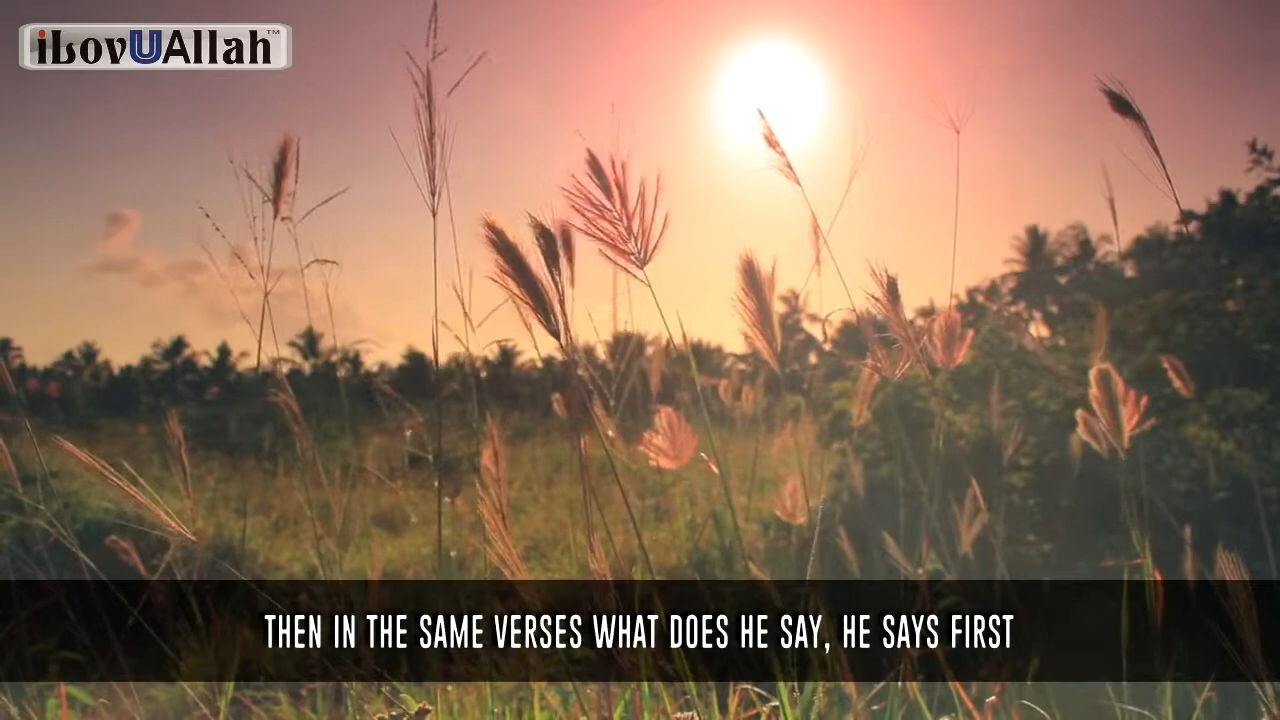 iLovUAllah™
THEN IN THE SAME VERSES WHAT DOES HE SAY, HE SAYS FIRST